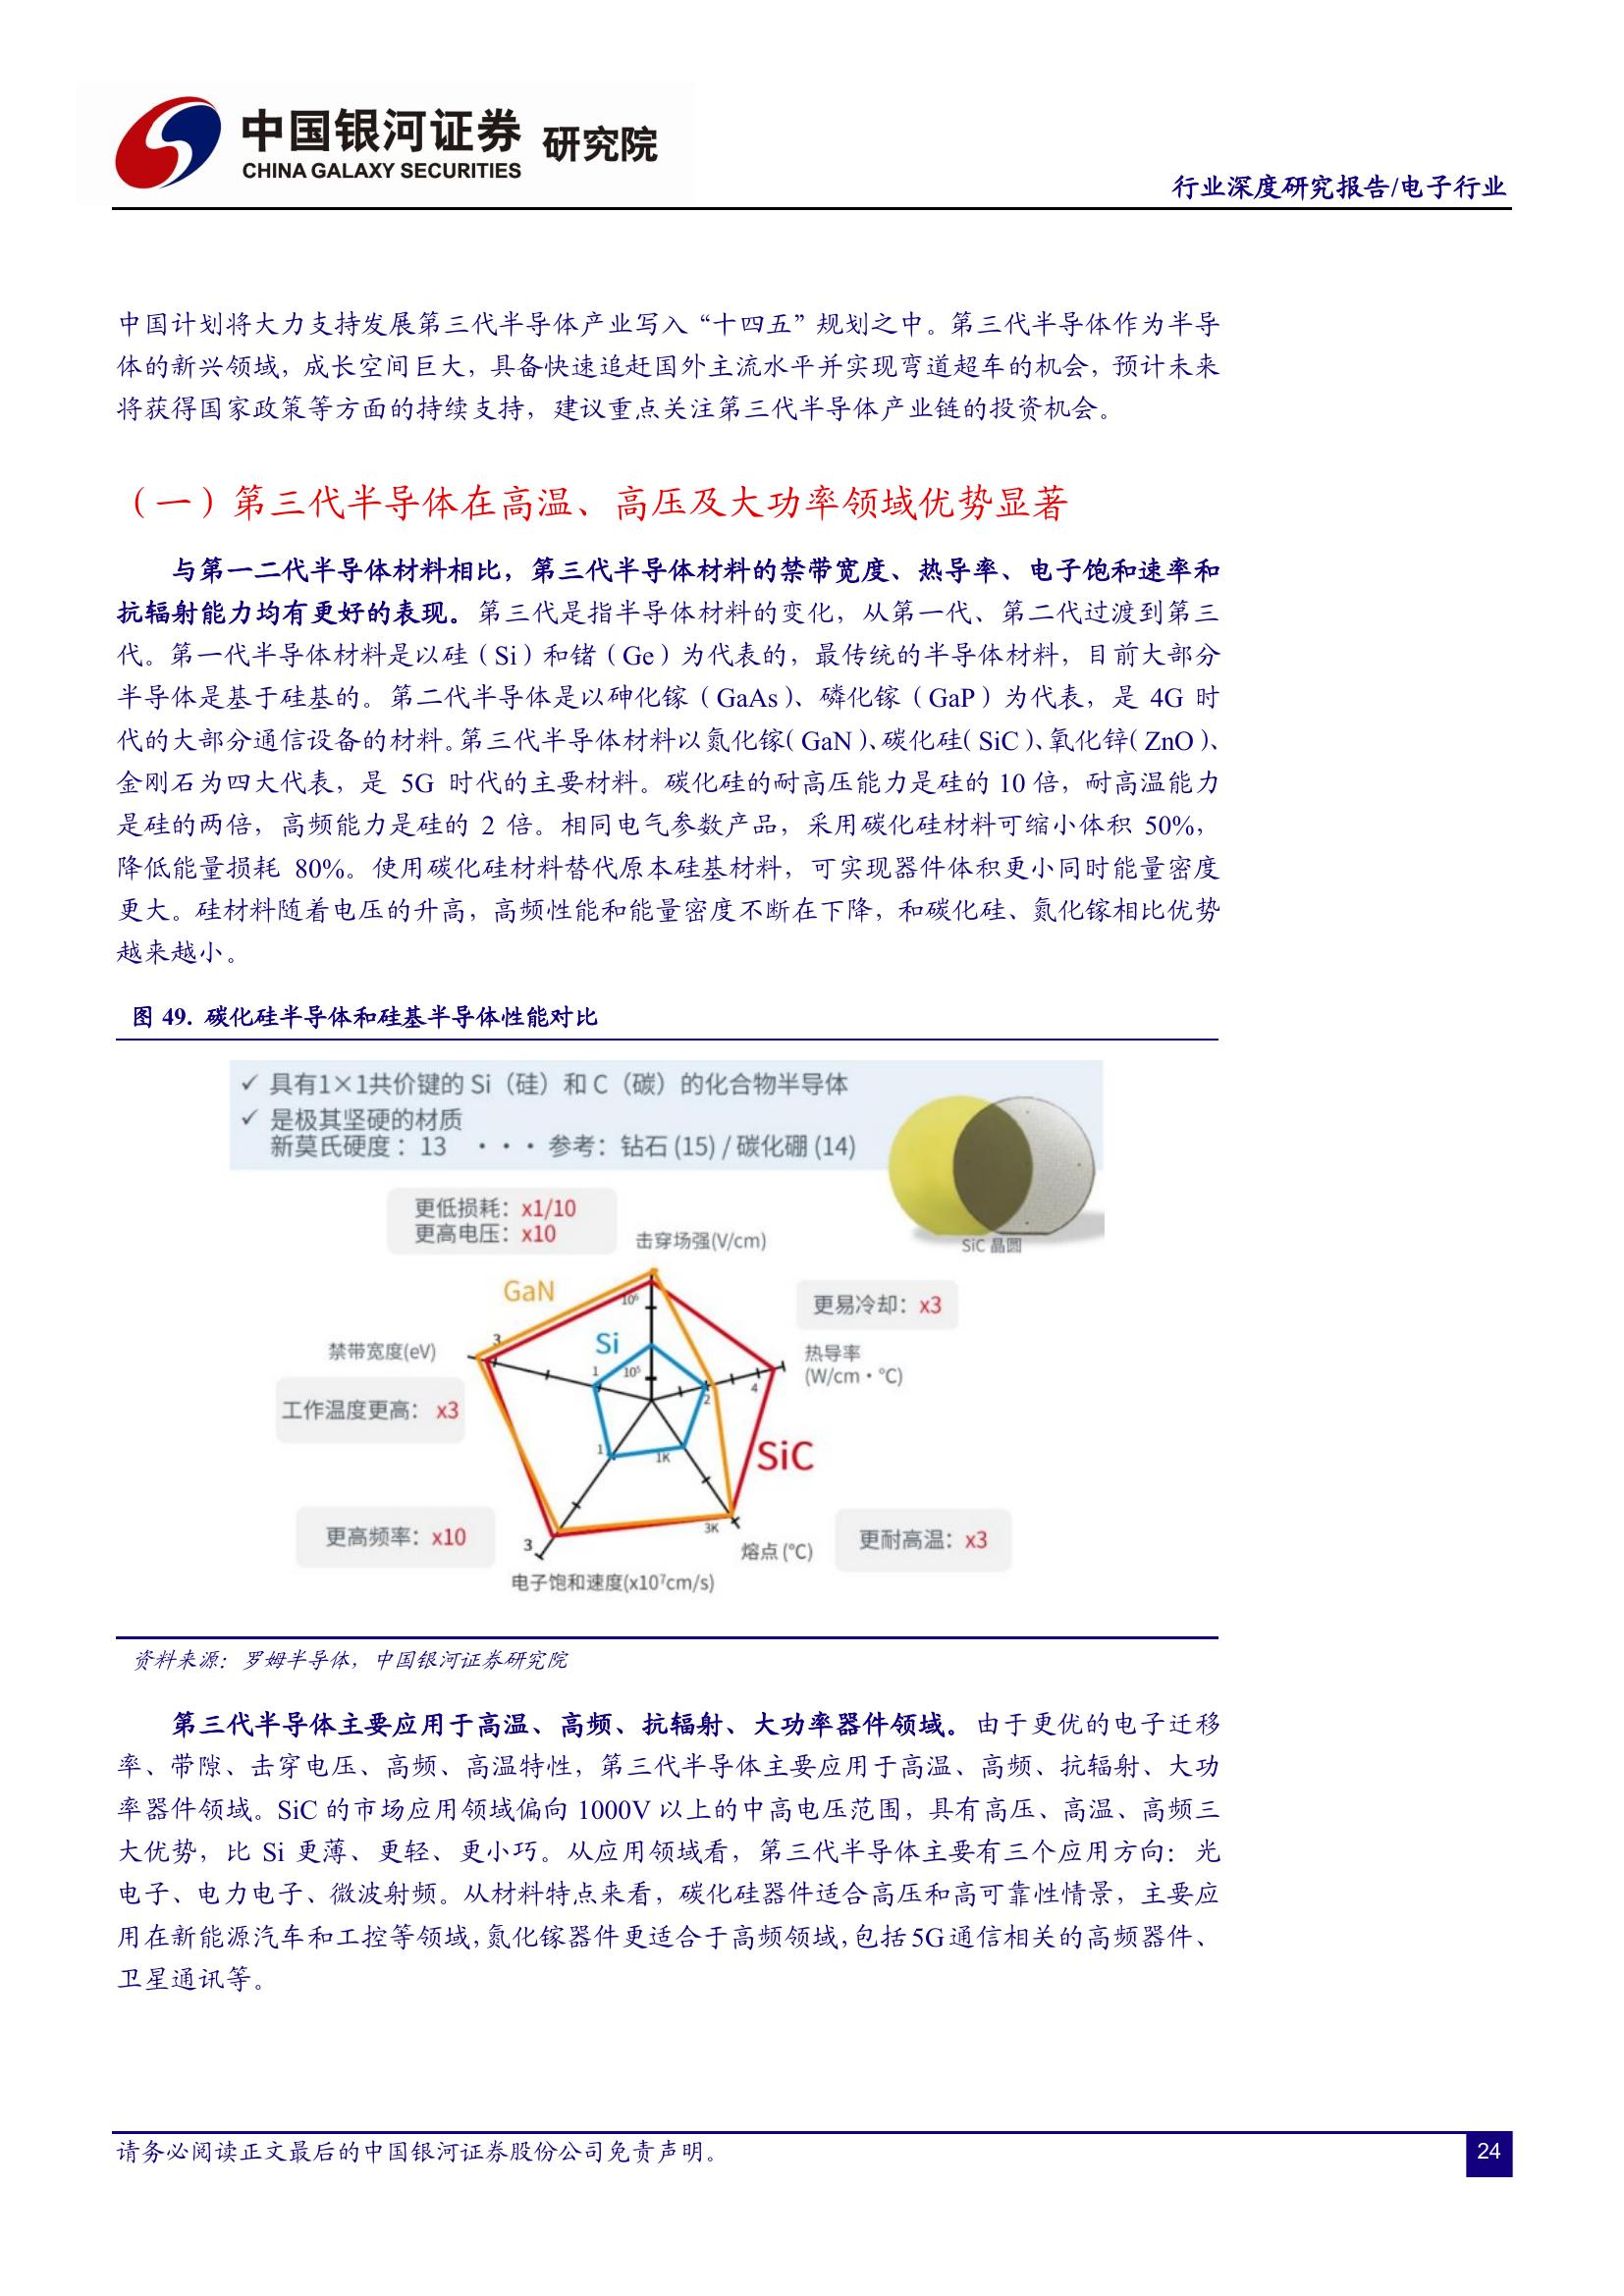 中国银河证券 研究院
CHINA GALAXY SECURITIES
行业深度研究报告/电子行业
中国计划将大力支持发展第三代半导体产业写入“十四五”规划之中。第三代半导体作为半导
体的新兴领域，成长空间巨大，具备快速追赶国外主流水平并实现弯道超车的机会，预计未来
将获得国家政策等方面的持续支持，建议重点关注第三代半导体产业链的投资机会。
（一）第三代半导体在高温、高压及大功率领域优势显著
与第一二代半导体材料相比，第三代半导体材料的禁带宽度、热导率、电子饱和速率和
抗辐射能力均有更好的表现。第三代是指半导体材料的变化，从第一代、第二代过渡到第三
代。第一代半导体材料是以硅（Si）和锗（Ge）为代表的，最传统的半导体材料，目前大部分
半导体是基于硅基的。第二代半导体是以砷化镓（GaAs）、磷化镓（GaP）为代表，是 4G 时
代的大部分通信设备的材料。第三代半导体材料以氮化镓（GaN）、碳化硅（SiC）、氧化锌（ZnO）、
金刚石为四大代表，是 5G 时代的主要材料。碳化硅的耐高压能力是硅的 10 倍，耐高温能力
是硅的两倍，高频能力是硅的 2 倍。相同电气参数产品，采用碳化硅材料可缩小体积 50%，
降低能量损耗 80%。使用碳化硅材料替代原本硅基材料，可实现器件体积更小同时能量密度
更大。硅材料随着电压的升高，高频性能和能量密度不断在下降，和碳化硅、氮化镓相比优势
越来越小。
图 49. 碳化硅半导体和硅基半导体性能对比
✓ 具有1×1共价键的 Si（硅）和 C（碳）的化合物半导体
✓ 是极其坚硬的材质
新莫氏硬度：13 ・・・参考：钻石 (15) / 碳化硼 (14)
更低损耗：x1/10
更高电压：x10
击穿场强(V/cm)
SiC 晶圆
GaN
10⁶
更易冷却：x3
禁带宽度(eV)
3
Si
1
10⁵
热导率
(W/cm・°C)
2
4
工作温度更高：x3
1
1K
SiC
更高频率：x10
3
3K
熔点 (°C)
更耐高温：x3
电子饱和速度(x10⁷cm/s)
资料来源：罗姆半导体，中国银河证券研究院
第三代半导体主要应用于高温、高频、抗辐射、大功率器件领域。由于更优的电子迁移
率、带隙、击穿电压、高频、高温特性，第三代半导体主要应用于高温、高频、抗辐射、大功
率器件领域。SiC 的市场应用领域偏向 1000V 以上的中高电压范围，具有高压、高温、高频三
大优势，比 Si 更薄、更轻、更小巧。从应用领域看，第三代半导体主要有三个应用方向：光
电子、电力电子、微波射频。从材料特点来看，碳化硅器件适合高压和高可靠性情景，主要应
用在新能源汽车和工控等领域，氮化镓器件更适合于高频领域，包括 5G 通信相关的高频器件、
卫星通讯等。
请务必阅读正文最后的中国银河证券股份公司免责声明。
24